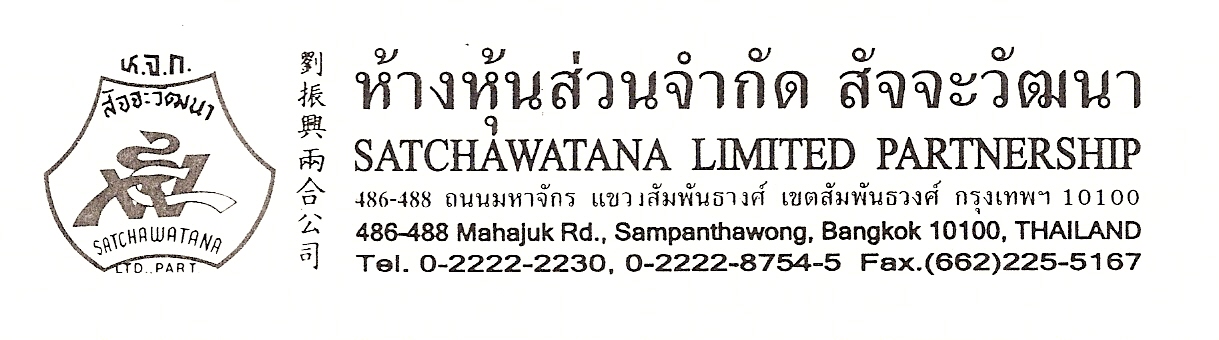 ห.จ.ก.
สัจจะวัฒนา
SATCHAWATANA
LTD., PART
劉振興兩合公司
ห้างหุ้นส่วนจำกัด สัจจะวัฒนา
SATCHAWATANA LIMITED PARTNERSHIP
486-488 ถนนมหาจักร แขวงสัมพันธวงศ์ เขตสัมพันธวงศ์ กรุงเทพฯ 10100
486-488 Mahajuk Rd., Sampanthawong, Bangkok 10100, THAILAND
Tel. 0-2222-2230, 0-2222-8754-5 Fax.(662)225-5167